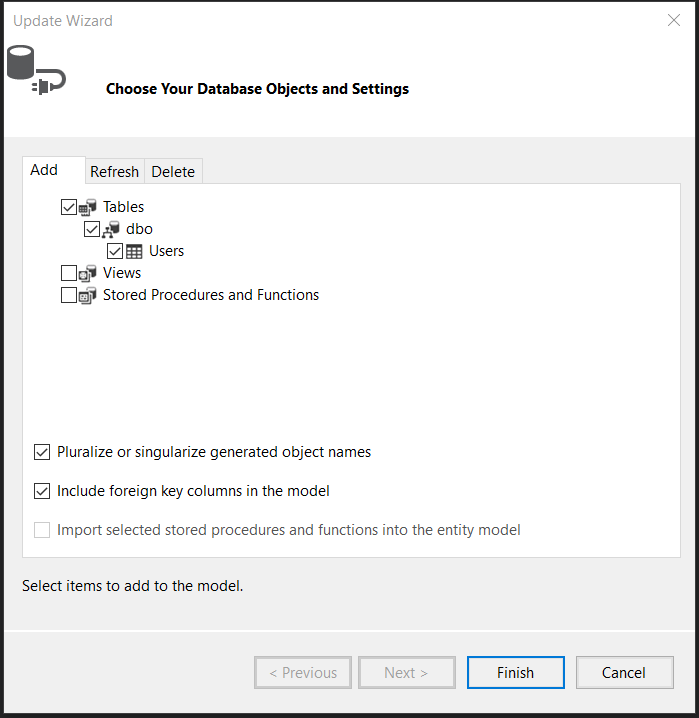 Update Wizard
Choose Your Database Objects and Settings
Add Refresh Delete
Tables
dbo
Users
Views
Stored Procedures and Functions
Pluralize or singularize generated object names
Include foreign key columns in the model
Import selected stored procedures and functions into the entity model
Select items to add to the model.
< Previous Next > Finish Cancel